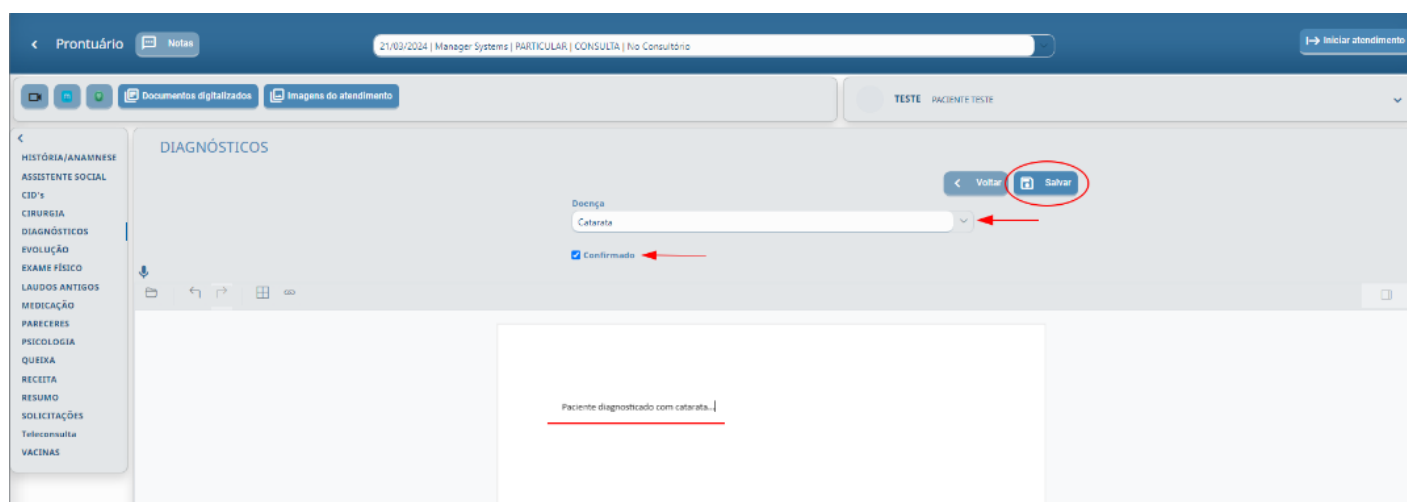 Prontuário
Notas
21/03/2024 | Manager Systems | PARTICULAR | CONSULTA | No Consultório
Iniciar atendimento
Documentos digitalizados
Imagens do atendimento
TESTE PACIENTE TESTE
HISTÓRIA/ANAMNESE
ASSISTENTE SOCIAL
CID's
CIRURGIA
DIAGNÓSTICOS
EVOLUÇÃO
EXAME FÍSICO
LAUDOS ANTIGOS
MEDICAÇÃO
PARECERES
PSICOLOGIA
QUEIXA
RECEITA
RESUMO
SOLICITAÇÕES
Teleconsulta
VACINAS
DIAGNÓSTICOS
Voltar
Salvar
Doença
Catarata
Confirmado
Paciente diagnosticado com catarata...